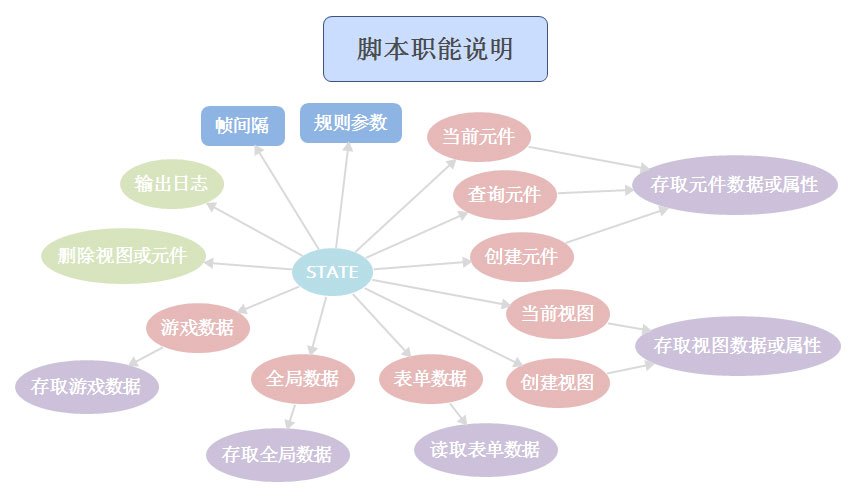 脚本职能说明
帧间隔
规则参数
当前元件
输出日志
查询元件
存取元件数据或属性
删除视图或元件
STATE
创建元件
游戏数据
当前视图
存取视图数据或属性
存取游戏数据
全局数据
表单数据
创建视图
存取全局数据
读取表单数据